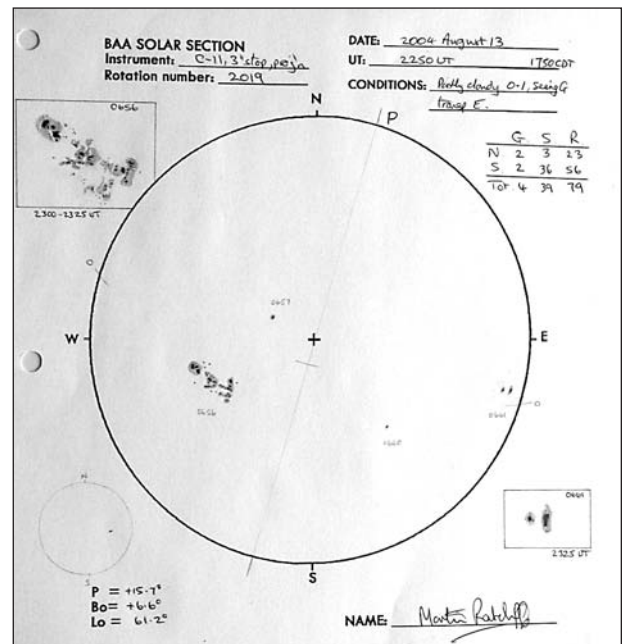 BAA SOLAR SECTION
Instrument: C-11, 3" stop, proj'n
Rotation number: 2019
DATE: 2004 August 13
UT: 2250 UT 1750 CDT
CONDITIONS: Partly cloudy 0-1, Seeing G
transp E.
G S R
N 2 3 23
S 2 36 56
Tot 4 39 79
0656
2300-2325 UT
N
P
O
0657
W
E
0656
0660
0661
O
N
S
S
2325 UT
P = +15.7°
Bo = +6.6°
Lo = 61.2°
NAME: Martin Ratcliffe